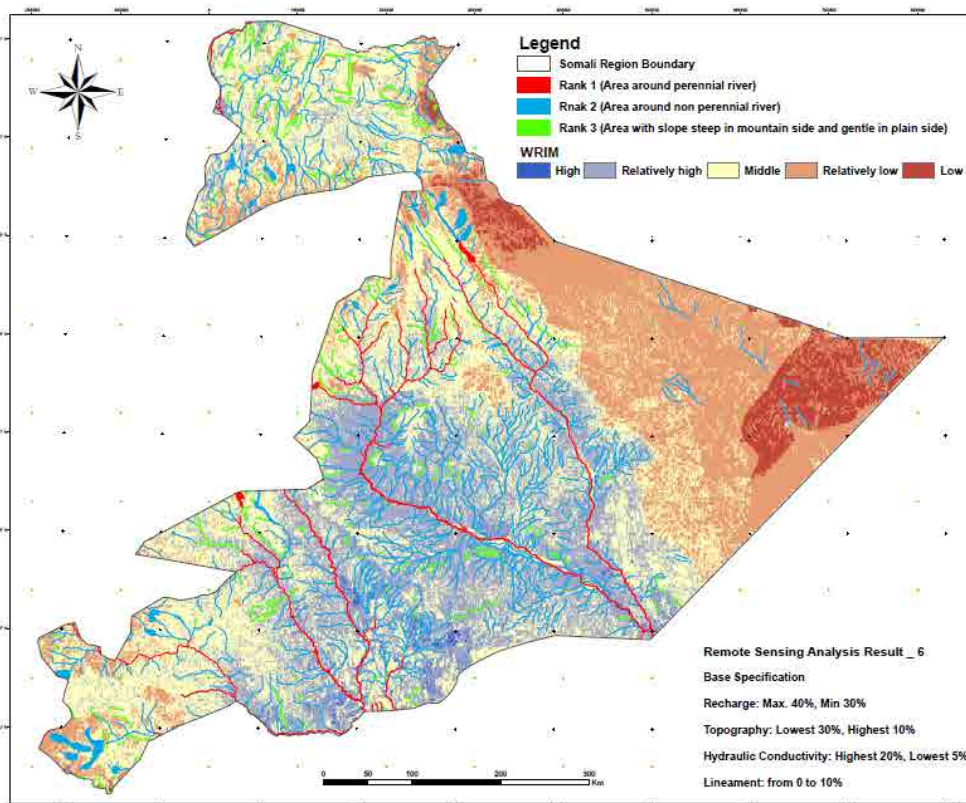 N
W E
S
Legend
Somali Region Boundary
Rank 1 (Area around perennial river)
Rnak 2 (Area around non perennial river)
Rank 3 (Area with slope steep in mountain side and gentle in plain side)
WRIM
High Relatively high Middle Relatively low Low
Remote Sensing Analysis Result _ 6
Base Specification
Recharge: Max. 40%, Min 30%
Topography: Lowest 30%, Highest 10%
Hydraulic Conductivity: Highest 20%, Lowest 5%
Lineament: from 0 to 10%
0 50 100 200 300
Km